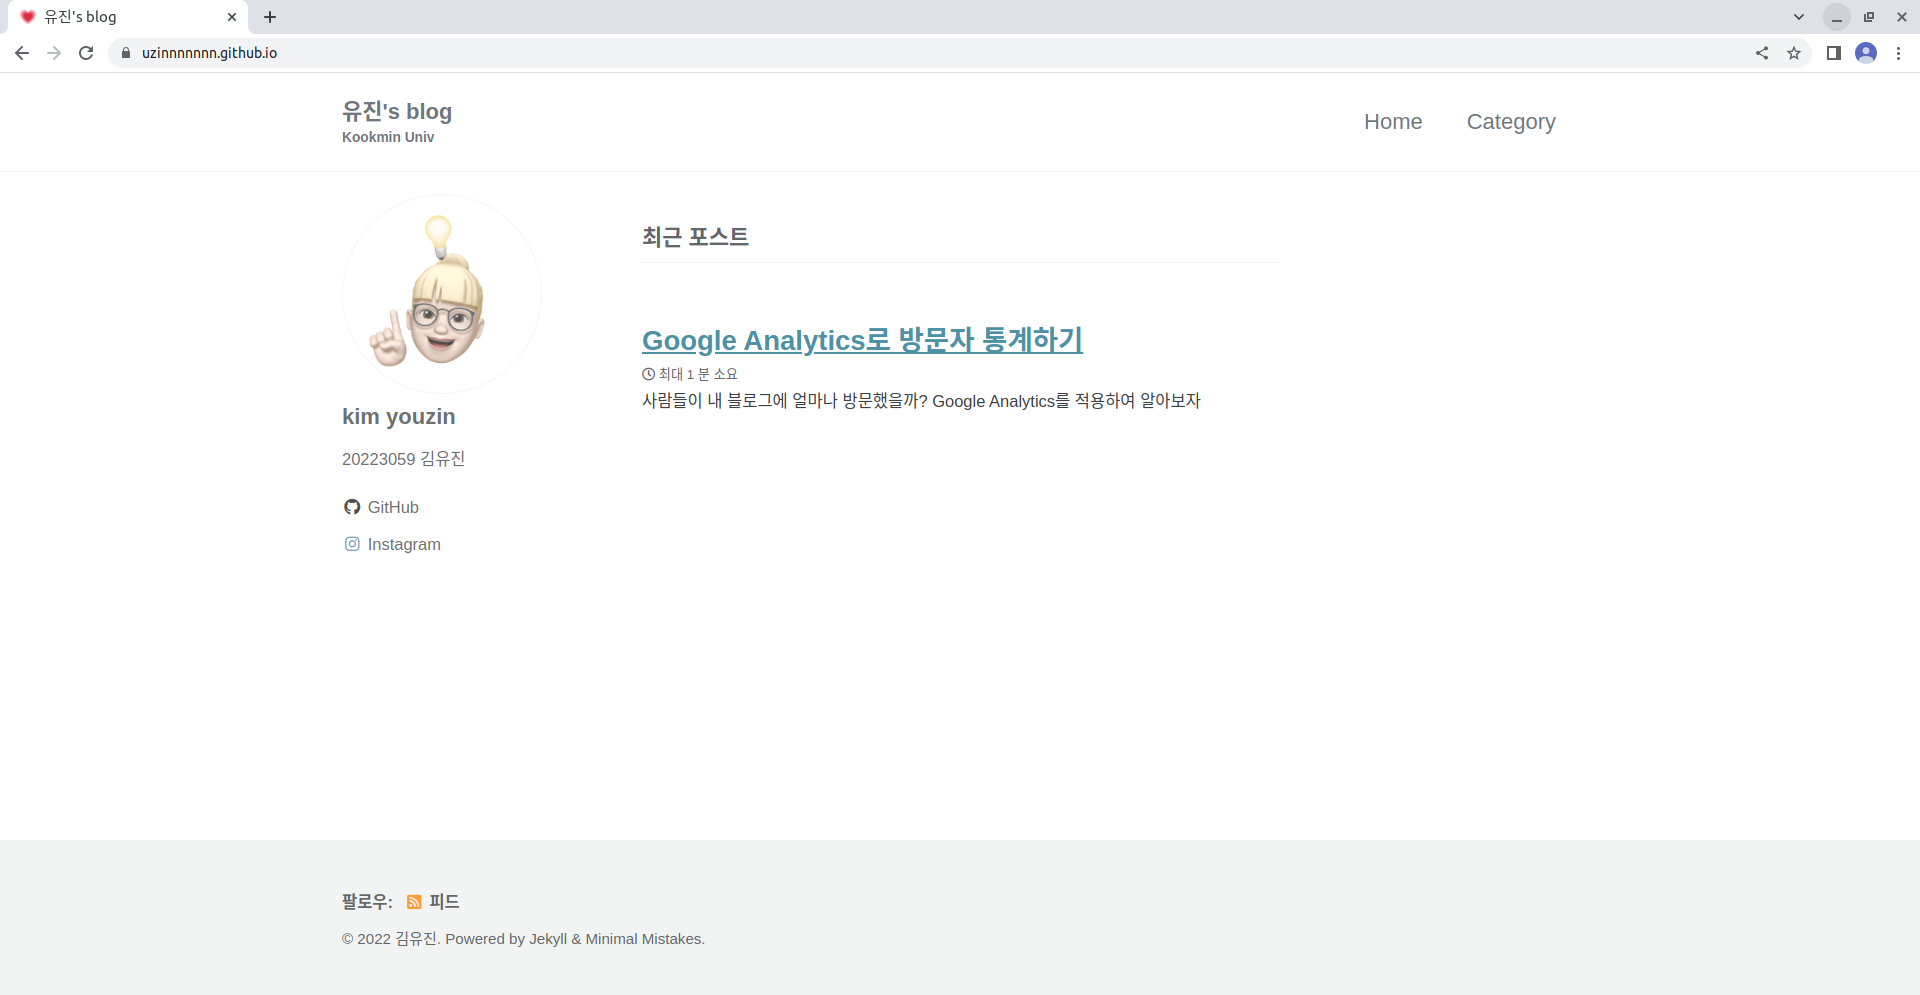 유진's blog
uzinnnnnnn.github.io
유진's blog
Kookmin Univ
Home
Category
최근 포스트
Google Analytics로 방문자 통계하기
최대 1 분 소요
사람들이 내 블로그에 얼마나 방문했을까? Google Analytics를 적용하여 알아보자
kim youzin
20223059 김유진
GitHub
Instagram
팔로우: 피드
© 2022 김유진. Powered by Jekyll & Minimal Mistakes.